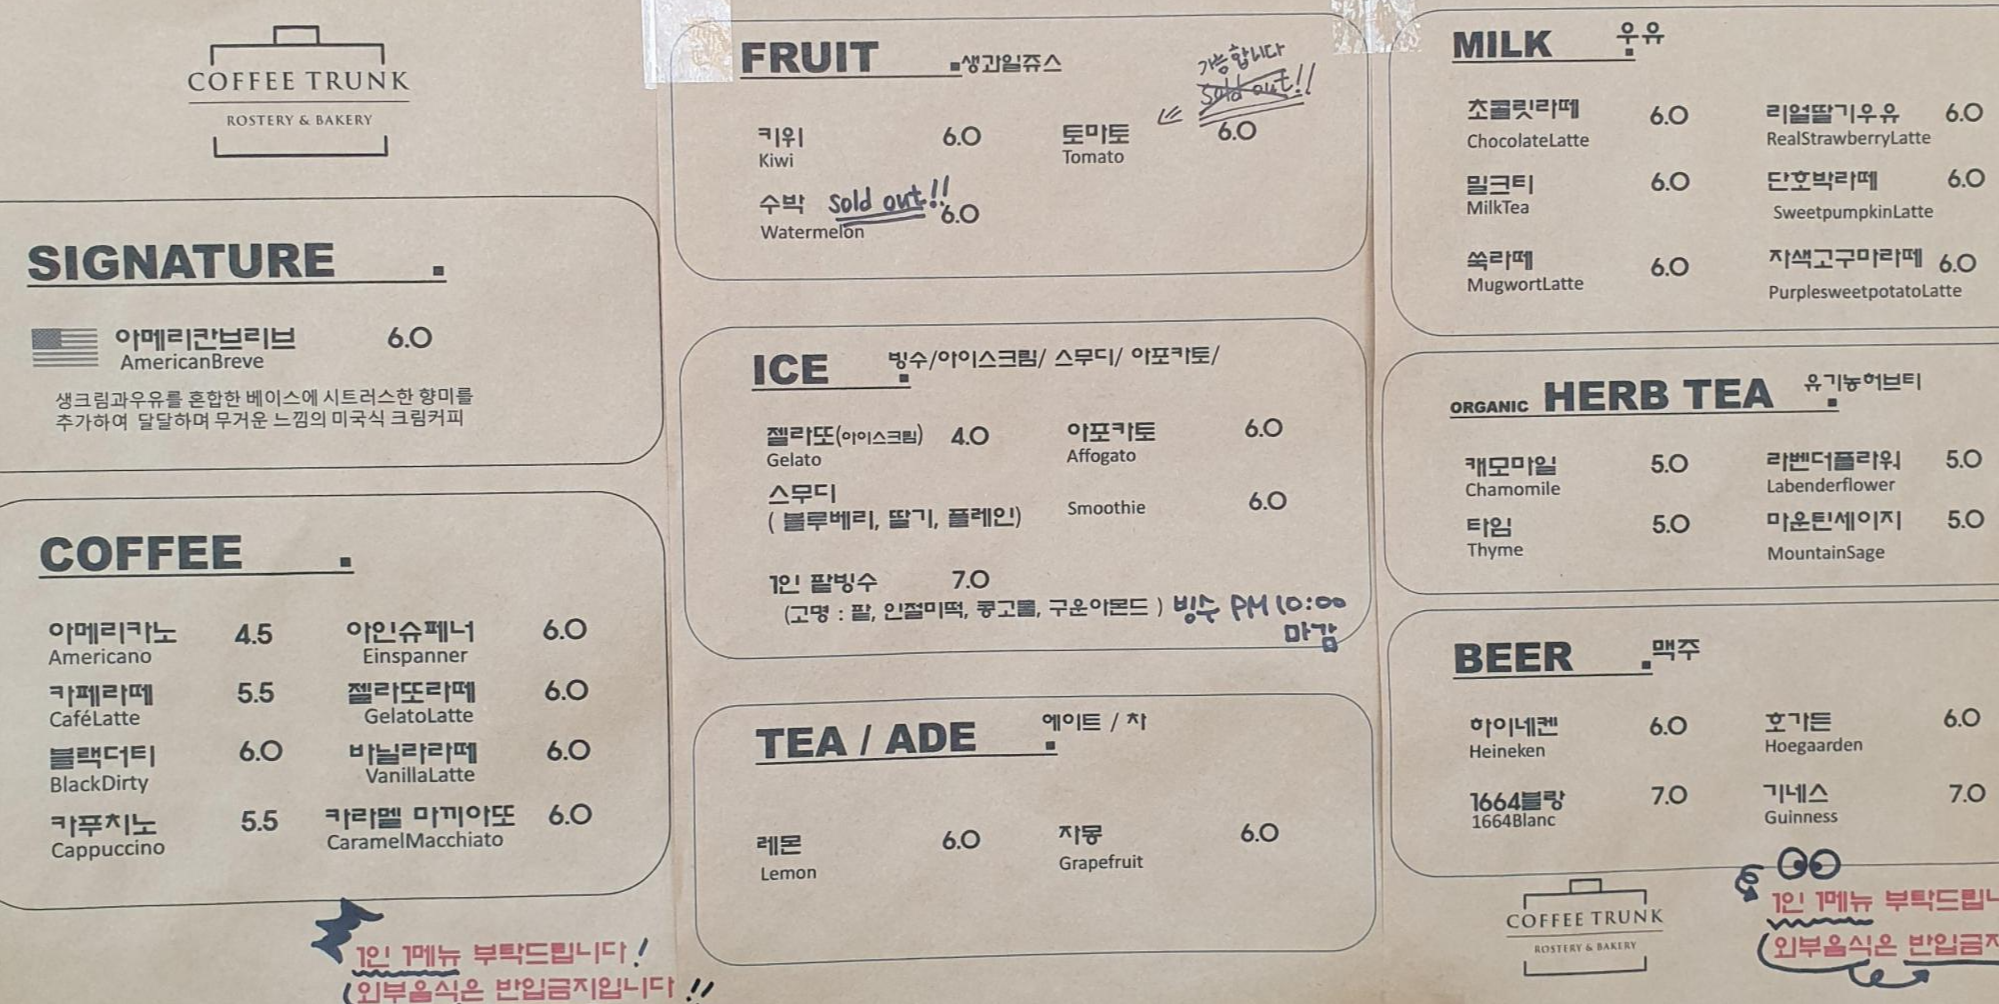 COFFEE TRUNK
ROSTERY & BAKERY
SIGNATURE
아메리칸브리브 6.0
AmericanBreve
생크림과우유를 혼합한 베이스에 시트러스한 향미를
추가하여 달달하며 무거운 느낌의 미국식 크림커피
COFFEE
아메리카노 4.5 아인슈페너 6.0
Americano Einspanner
카페라떼 5.5 젤라또라떼 6.0
CaféLatte GelatoLatte
블랙더티 6.0 바닐라라떼 6.0
BlackDirty VanillaLatte
카푸치노 5.5 카라멜 마끼아또 6.0
Cappuccino CaramelMacchiato
1인 1메뉴 부탁드립니다!
(외부음식은 반입금지입니다!!
FRUIT 생과일쥬스
가능합니다
sold out!!
키위 6.0 토마토 6.0
Kiwi Tomato
수박 sold out!! 6.0
Watermelon
ICE 빙수/아이스크림/ 스무디/ 아포카토/
젤라또(아이스크림) 4.0 아포카토 6.0
Gelato Affogato
스무디
( 블루베리, 딸기, 플레인) Smoothie 6.0
1인 팥빙수 7.0
(고명 : 팥, 인절미떡, 콩고물, 구운아몬드 ) 빙수 PM 10:00
마감
TEA / ADE 에이트 / 차
레몬 6.0 자몽 6.0
Lemon Grapefruit
MILK 우유
초콜릿라떼 6.0 리얼딸기우유 6.0
ChocolateLatte RealStrawberryLatte
밀크티 6.0 단호박라떼 6.0
MilkTea SweetpumpkinLatte
쑥라떼 6.0 자색고구마라떼 6.0
MugwortLatte PurplesweetpotatoLatte
ORGANIC HERB TEA 유기농허브티
캐모마일 5.0 라벤더플라워 5.0
Chamomile Labenderflower
타임 5.0 마운틴세이지 5.0
Thyme MountainSage
BEER 맥주
하이네켄 6.0 호가든 6.0
Heineken Hoegaarden
1664블랑 7.0 기네스 7.0
1664Blanc Guinness
COFFEE TRUNK
ROSTERY & BAKERY
1인 1메뉴 부탁드립
(외부음식은 반입금